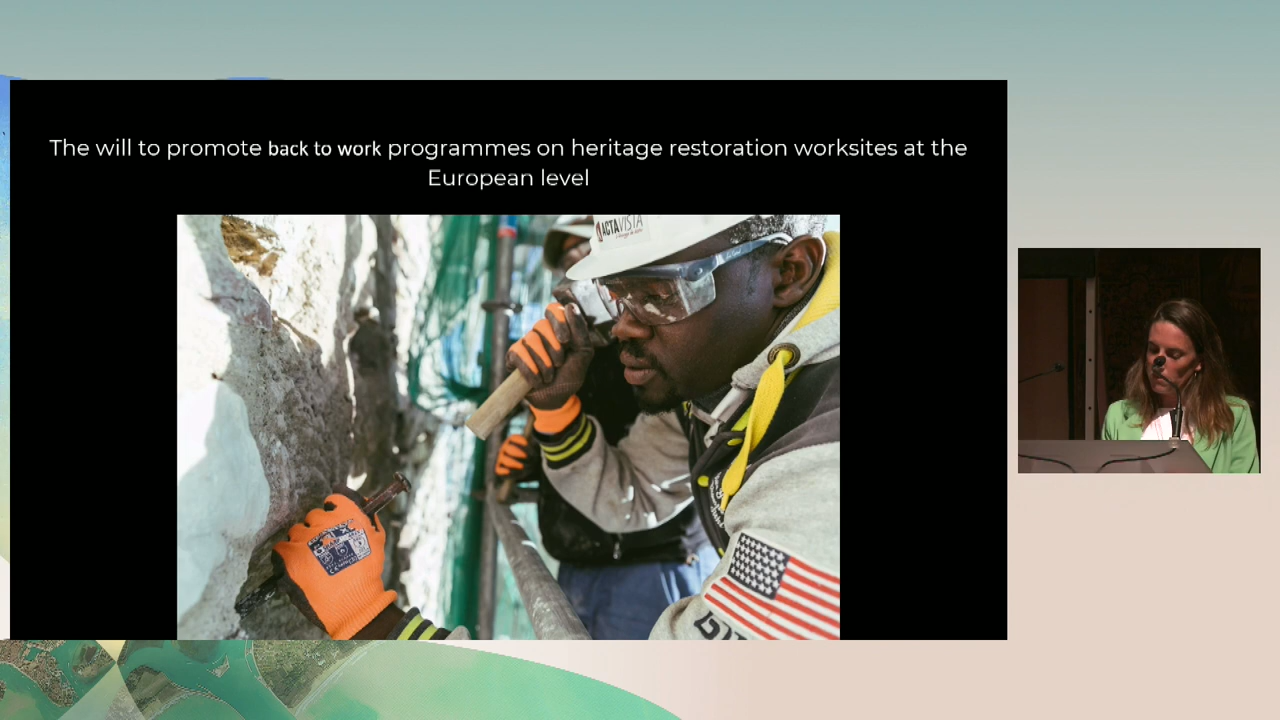 The will to promote back to work programmes on heritage restoration worksites at the
European level
ACTAVISTA